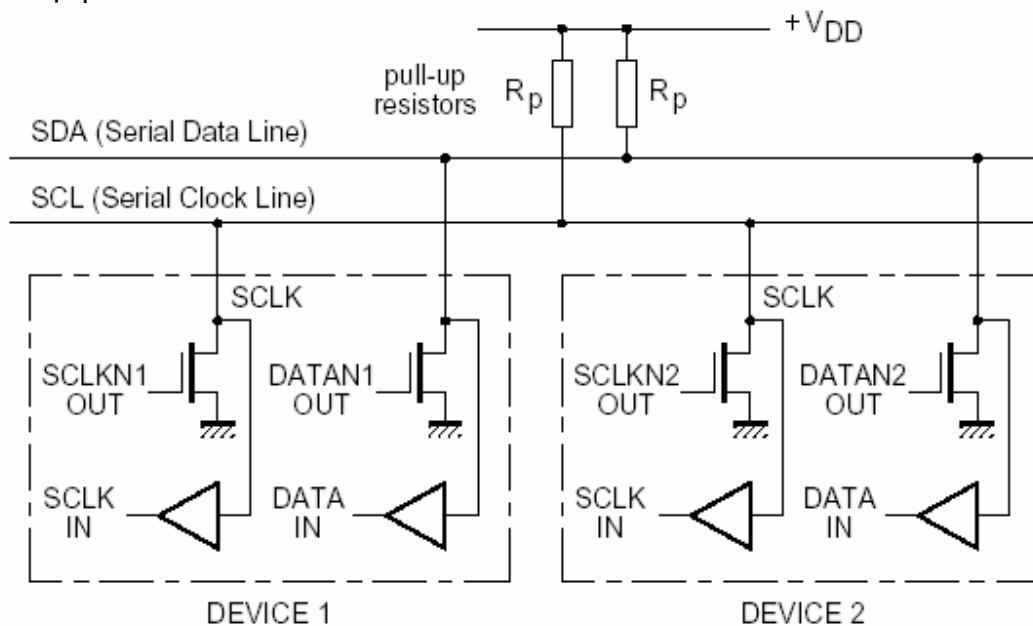 +VDD
pull-up
resistors
Rp
Rp
SDA (Serial Data Line)
SCL (Serial Clock Line)
SCLK
SCLK
SCLKN1
OUT
DATAN1
OUT
SCLKN2
OUT
DATAN2
OUT
SCLK
IN
DATA
IN
SCLK
IN
DATA
IN
DEVICE 1
DEVICE 2